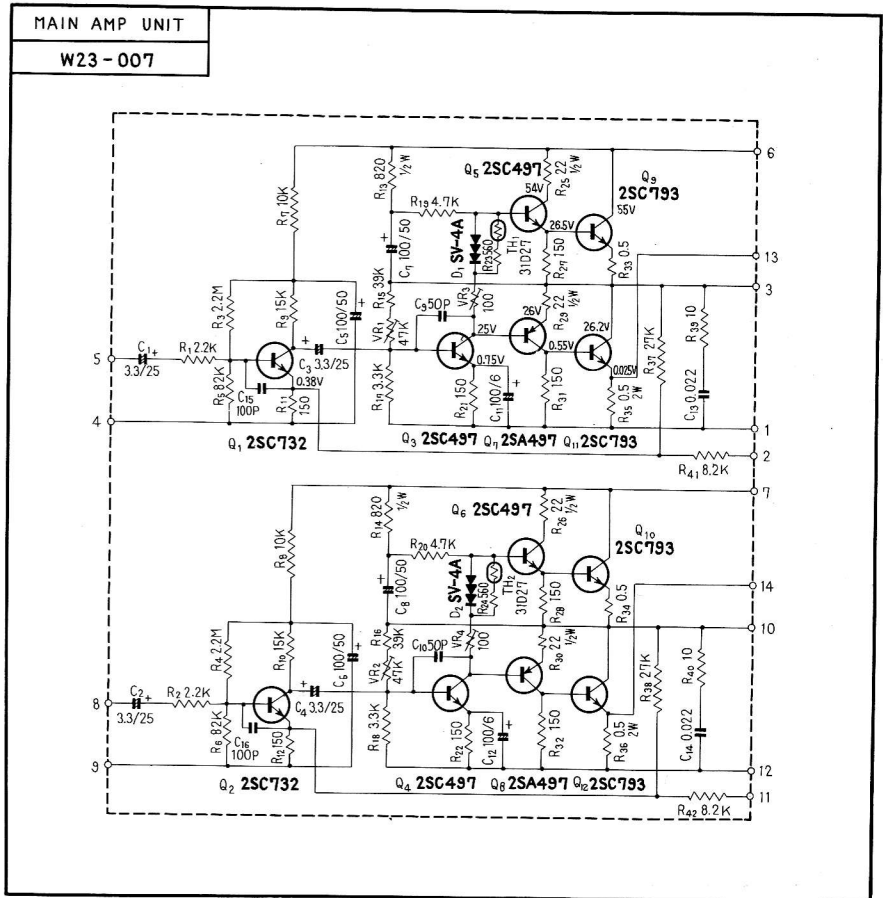 MAIN AMP UNIT
W23-007
6
R13 820 ½W
Q5 2SC497
R25 22 ½W
Q9
2SC793
R7 10K
R19 4.7K
54V
55V
C7 100/50
D1 SV-4A
R23 560
TH1
31D27
26.5V
R27 150
R33 0.5
13
3
R3 2.2M
R9 15K
C5 100/50
R15 39K
VR1 47K
C9 50P
VR3 100
25V
26V
R29 22 ½W
26.2V
R37 27K
R39 10
5
C1 3.3/25
R1 2.2K
C3 3.3/25
0.75V
0.55V
0.025V
R5 82K
C15 100P
0.38V
R11 150
R17 3.3K
R21 150
C11 100/6
R31 150
R35 0.5 2W
C13 0.022
4
1
Q1 2SC732
Q3 2SC497
Q7 2SA497
Q11 2SC793
2
R41 8.2K
7
R14 820 ½W
Q6 2SC497
R26 22 ½W
Q10
2SC793
R8 10K
R20 4.7K
C8 100/50
D2 SV-4A
R24 560
TH2
31D27
R28 150
R34 0.5
14
10
R4 2.2M
R10 15K
C6 100/50
R16 39K
VR2 47K
C10 50P
VR4 100
R30 22 ½W
R38 27K
R40 10
8
C2 3.3/25
R2 2.2K
C4 3.3/25
R6 82K
C16 100P
R12 150
R18 3.3K
R22 150
C12 100/6
R32 150
R36 0.5 2W
C14 0.022
9
12
Q2 2SC732
Q4 2SC497
Q8 2SA497
Q12 2SC793
11
R42 8.2K